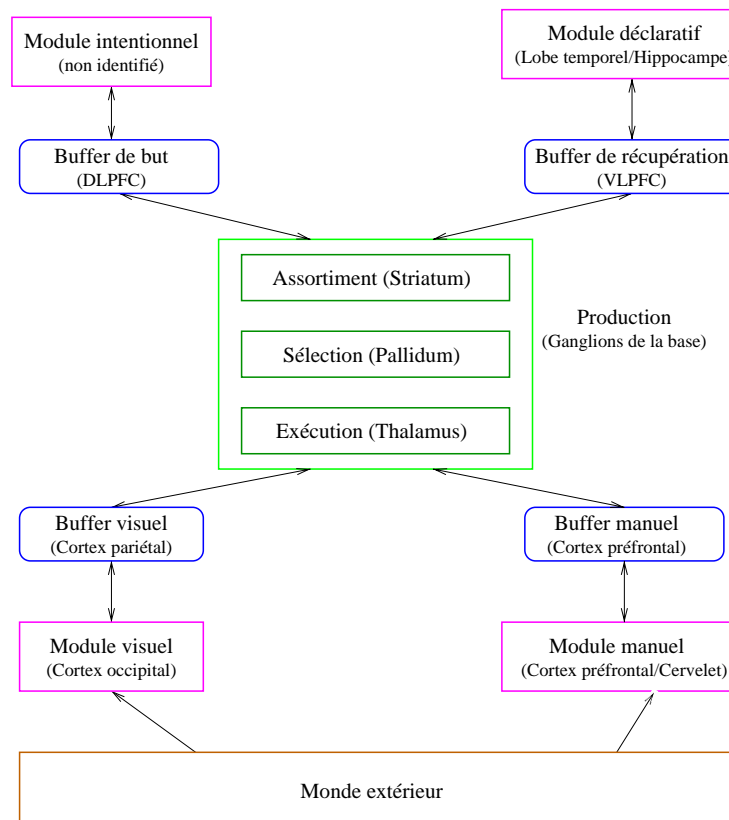 Module intentionnel
(non identifié)
Module déclaratif
(Lobe temporel/Hippocampe)
Buffer de but
(DLPFC)
Buffer de récupération
(VLPFC)
Assortiment (Striatum)
Sélection (Pallidum)
Exécution (Thalamus)
Production
(Ganglions de la base)
Buffer visuel
(Cortex pariétal)
Buffer manuel
(Cortex préfrontal)
Module visuel
(Cortex occipital)
Module manuel
(Cortex préfrontal/Cervelet)
Monde extérieur